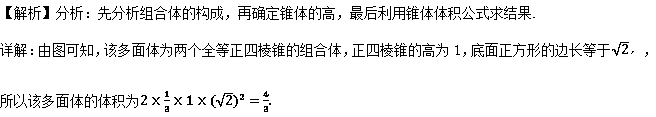 【解析】分析：先分析组合体的构成，再确定锥体的高，最后利用锥体体积公式求结果.
详解：由图可知，该多面体为两个全等正四棱锥的组合体，正四棱锥的高为 1，底面正方形的边长等于√2，，
所以该多面体的体积为2×1/3×1×(√2)²=4/3.